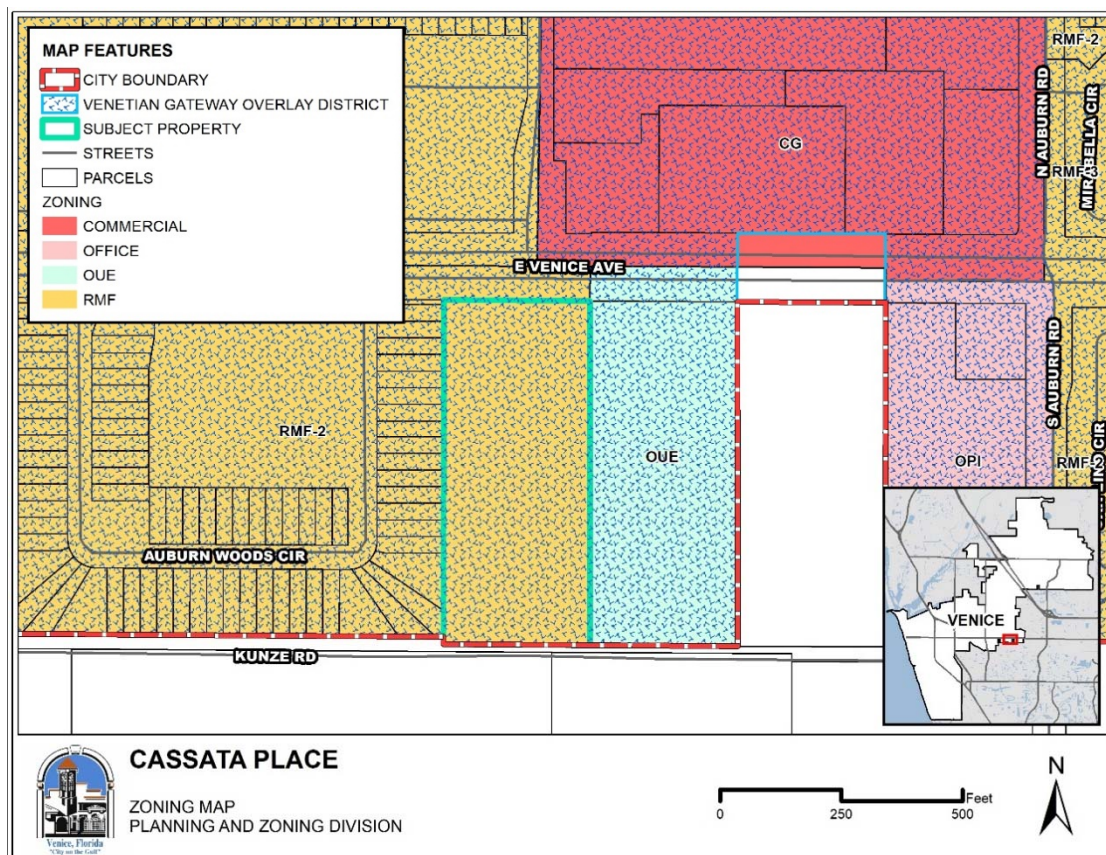 MAP FEATURES
CITY BOUNDARY
VENETIAN GATEWAY OVERLAY DISTRICT
SUBJECT PROPERTY
STREETS
PARCELS
ZONING
COMMERCIAL
OFFICE
OUE
RMF
RMF-2
N AUBURN RD
MIRABELLA CIR
CG
RMF-3
E VENICE AVE
RMF-2
OUE
OPI
S AUBURN RD
RMF-2
AUBURN WOODS CIR
KUNZE RD
VENICE
CASSATA PLACE
ZONING MAP
PLANNING AND ZONING DIVISION
Venice, Florida
"City on the Gulf"
0 250 500 Feet
N